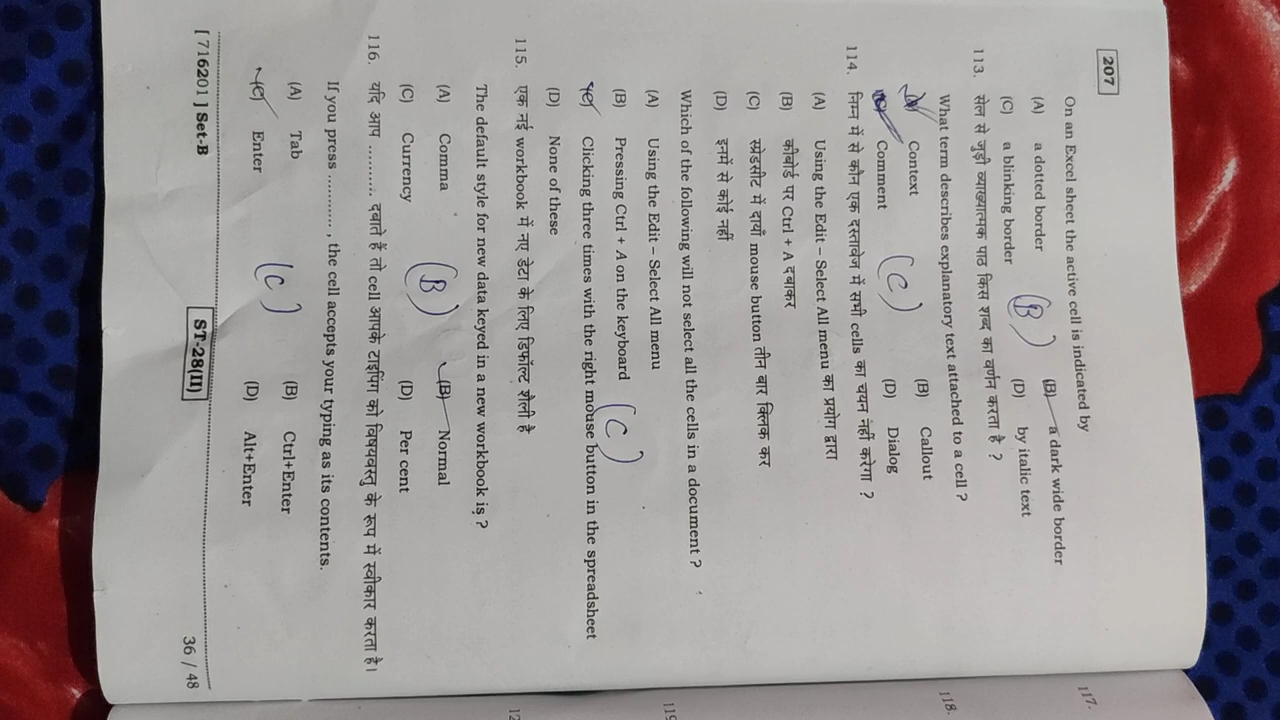 207
On an Excel sheet the active cell is indicated by
(A) a dotted border (B) a dark wide border
(C) a blinking border (D) by italic text
(B)
113. सेल से जुड़ी व्याख्यात्मक पाठ किस शब्द का वर्णन करता है ?
What term describes explanatory text attached to a cell ?
Context (B) Callout
Comment (D) Dialog
(C)
114. निम्न में से कौन एक दस्तावेज में सभी cells का चयन नहीं करेगा ?
(A) Using the Edit – Select All menu का प्रयोग द्वारा
(B) कीबोर्ड पर Ctrl + A दबाकर
(C) स्प्रेडसीट में दायाँ mouse button तीन बार क्लिक कर
(D) इनमें से कोई नहीं
Which of the following will not select all the cells in a document ?
(A) Using the Edit – Select All menu
(B) Pressing Ctrl + A on the keyboard
(C) Clicking three times with the right mouse button in the spreadsheet
(C)
(D) None of these
115. एक नई workbook में नए डेटा के लिए डिफॉल्ट शैली है
The default style for new data keyed in a new workbook is ?
(A) Comma (B) Normal
(C) Currency (D) Per cent
(B)
116. यदि आप .......... दबाते हैं तो cell आपके टाइपिंग को विषयवस्तु के रूप में स्वीकार करता है।
If you press ..........., the cell accepts your typing as its contents.
(A) Tab (B) Ctrl+Enter
(C) Enter (D) Alt+Enter
(C)
[ 716201 ] Set-B ST-28(II) 36 / 48
117.
118.
119
12